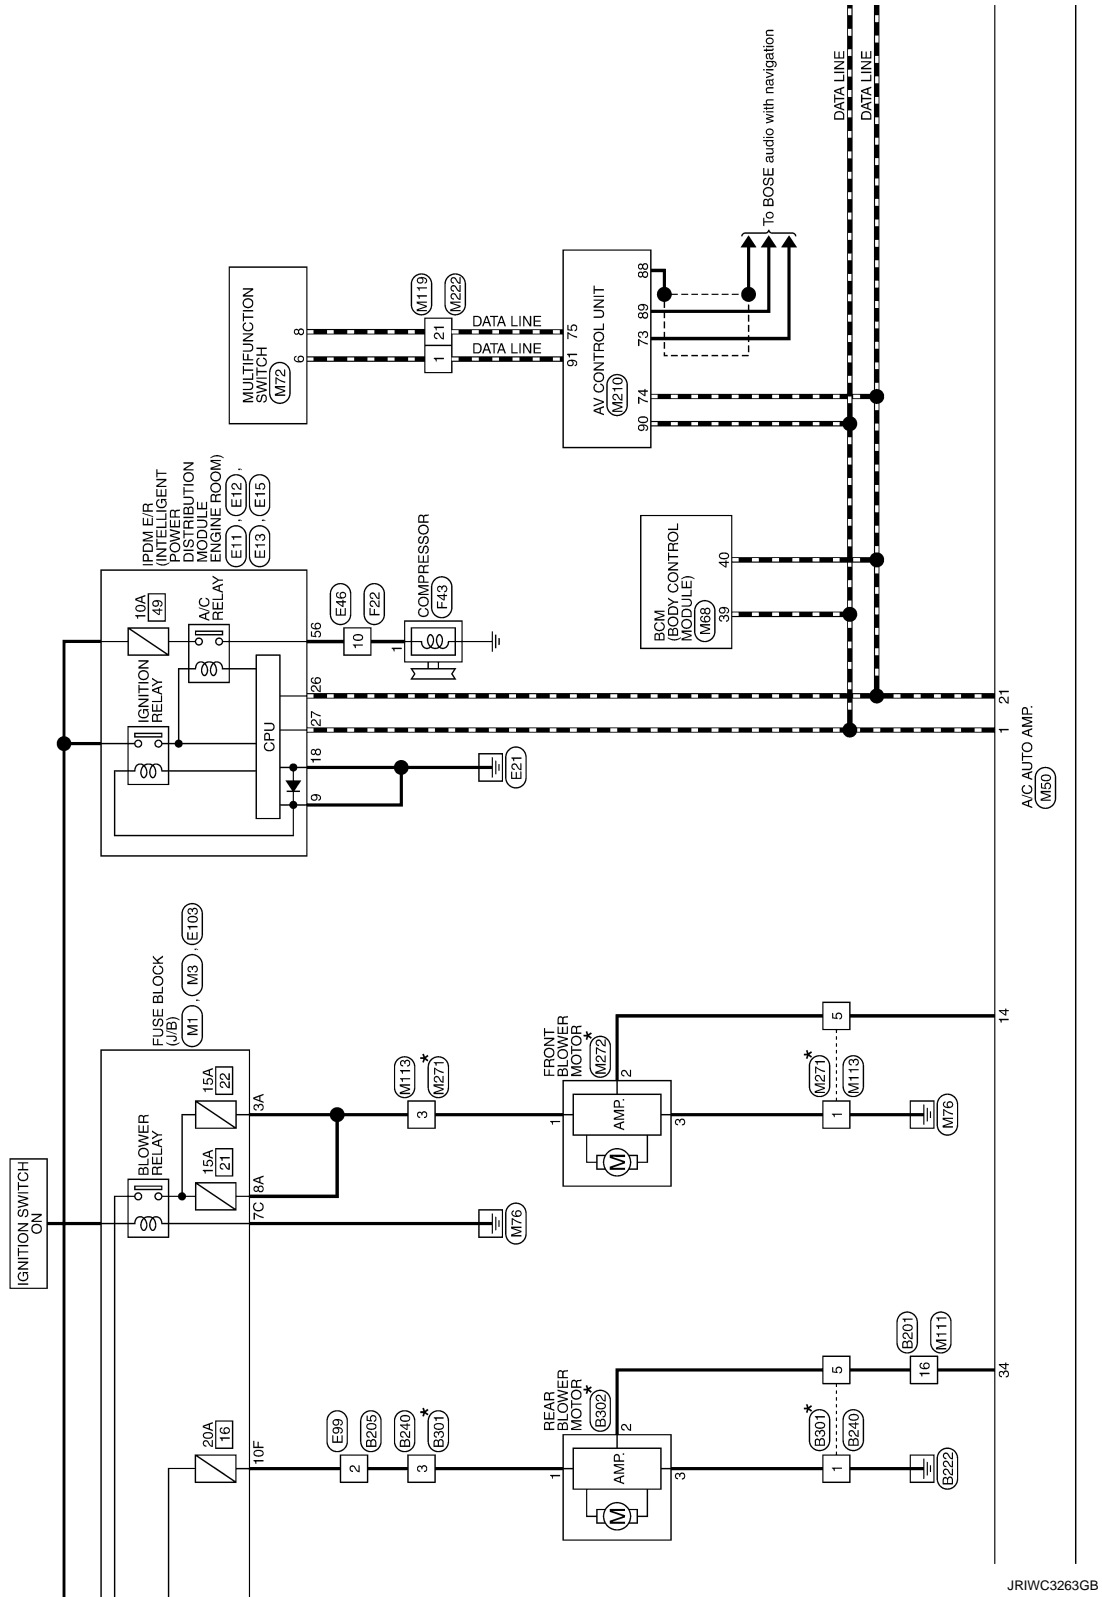 IGNITION SWITCH
ON
20A
16
10F
BLOWER
RELAY
15A
21
15A
22
7C
8A
3A
FUSE BLOCK
(J/B)
M1 , M3 , E103
IGNITION
RELAY
10A
49
A/C
RELAY
CPU
9
18
27
26
56
IPDM E/R
(INTELLIGENT
POWER
DISTRIBUTION
MODULE
ENGINE ROOM)
E11 , E12 ,
E13 , E15
MULTIFUNCTION
SWITCH
M72
6
8
E99
2
B205
B240
3
B301
*
M113
3
M271
*
M76
E21
E46
10
F22
1
COMPRESSOR
F43
M119
M222
1
21
DATA LINE
DATA LINE
REAR
BLOWER
MOTOR
*
B302
1
2
3
AMP.
M
FRONT
BLOWER
MOTOR
*
M272
1
2
3
AMP.
M
91
75
AV CONTROL UNIT
M210
90
74
73
89
88
To BOSE audio with navigation
BCM
(BODY CONTROL
MODULE)
M68
39
40
*
B301
B240
1
5
B222
B201
16
M111
*
M271
M113
1
5
M76
DATA LINE
DATA LINE
34
14
1
21
A/C AUTO AMP.
M50
JRIWC3263GB